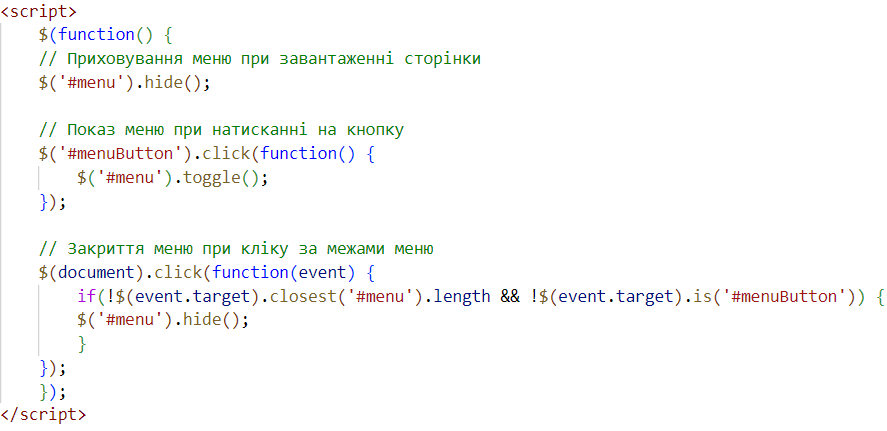 <script>
$(function() {
// Приховування меню при завантаженні сторінки
$('#menu').hide();
// Показ меню при натисканні на кнопку
$('#menuButton').click(function() {
$('#menu').toggle();
});
// Закриття меню при кліку за межами меню
$(document).click(function(event) {
if(!$(event.target).closest('#menu').length && !$(event.target).is('#menuButton')) {
$('#menu').hide();
}
});
});
</script>